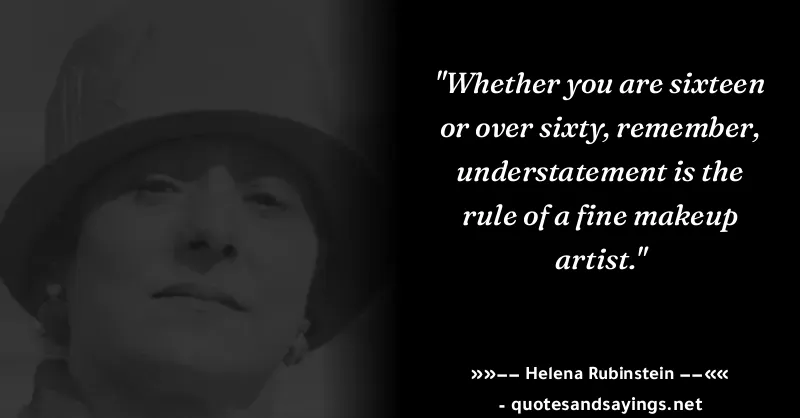 "Whether you are sixteen
or over sixty, remember,
understatement is the
rule of a fine makeup
artist."
»»−− Helena Rubinstein −−««
- quotesandsayings.net